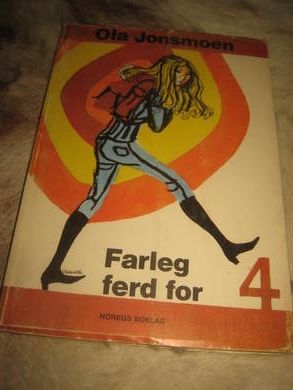 Ola Jonsmoen
Farleg
ferd for 4
NOREGS BOKLAG